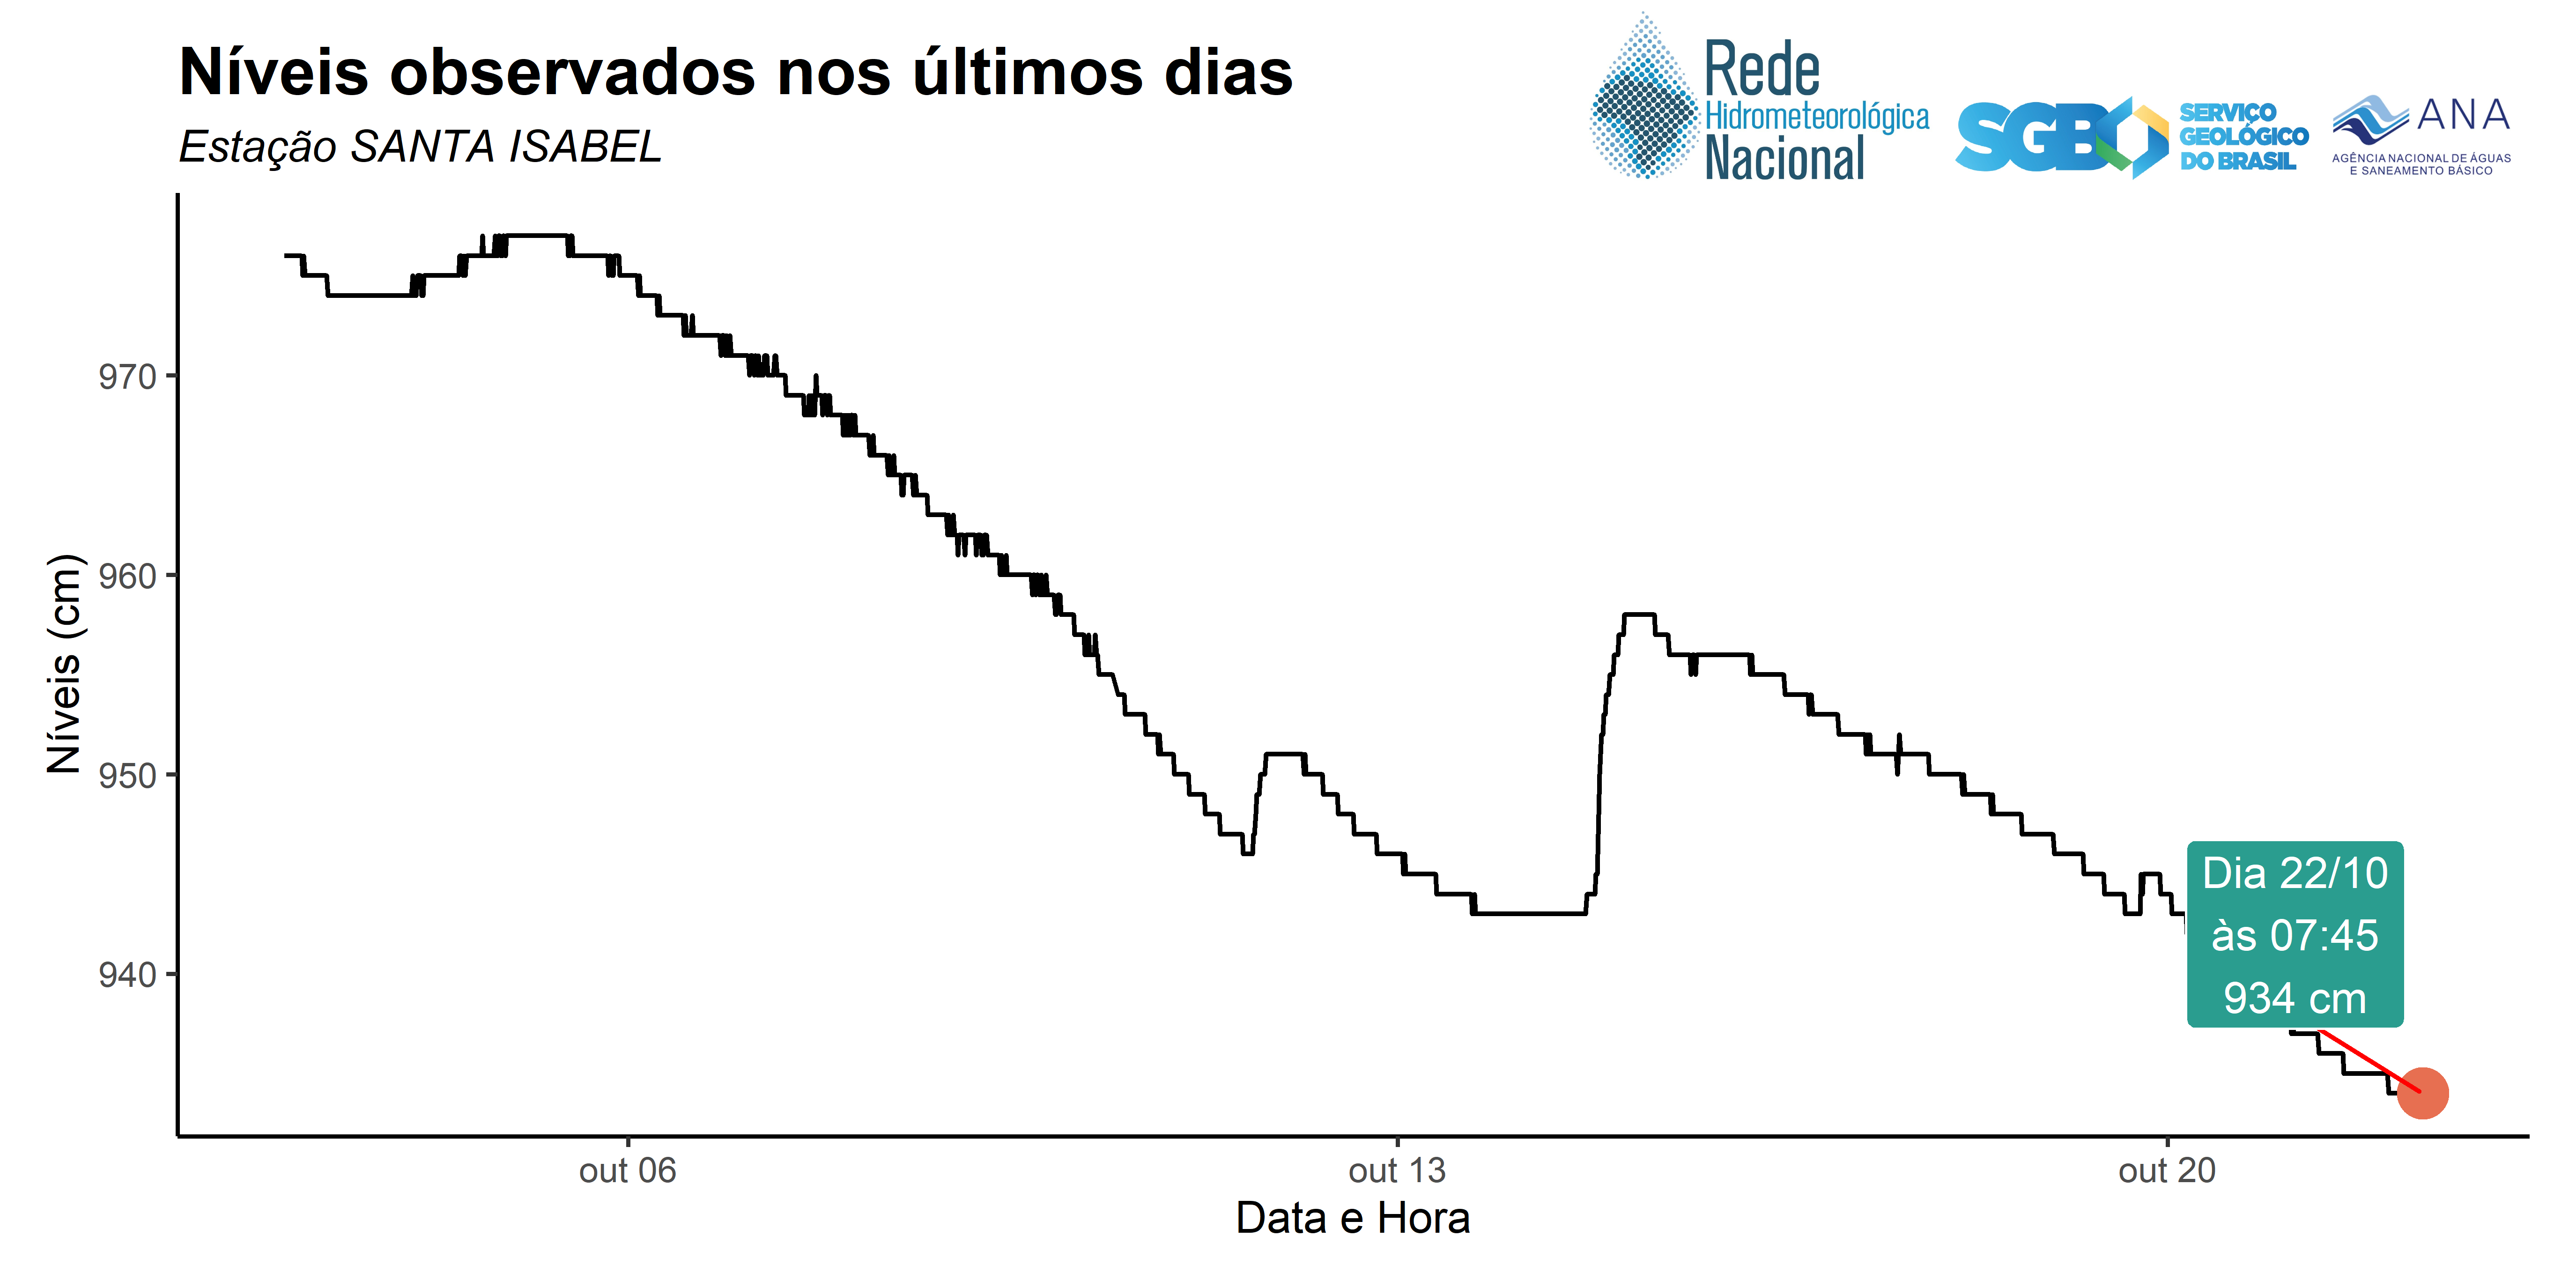 Níveis observados nos últimos dias
Estação SANTA ISABEL
Rede
Hidrometeorológica
Nacional
SGB
SERVIÇO
GEOLÓGICO
DO BRASIL
ANA
AGÊNCIA NACIONAL DE ÁGUAS
E SANEAMENTO BÁSICO
Níveis (cm)
970
960
950
940
Dia 22/10
às 07:45
934 cm
out 06
out 13
out 20
Data e Hora